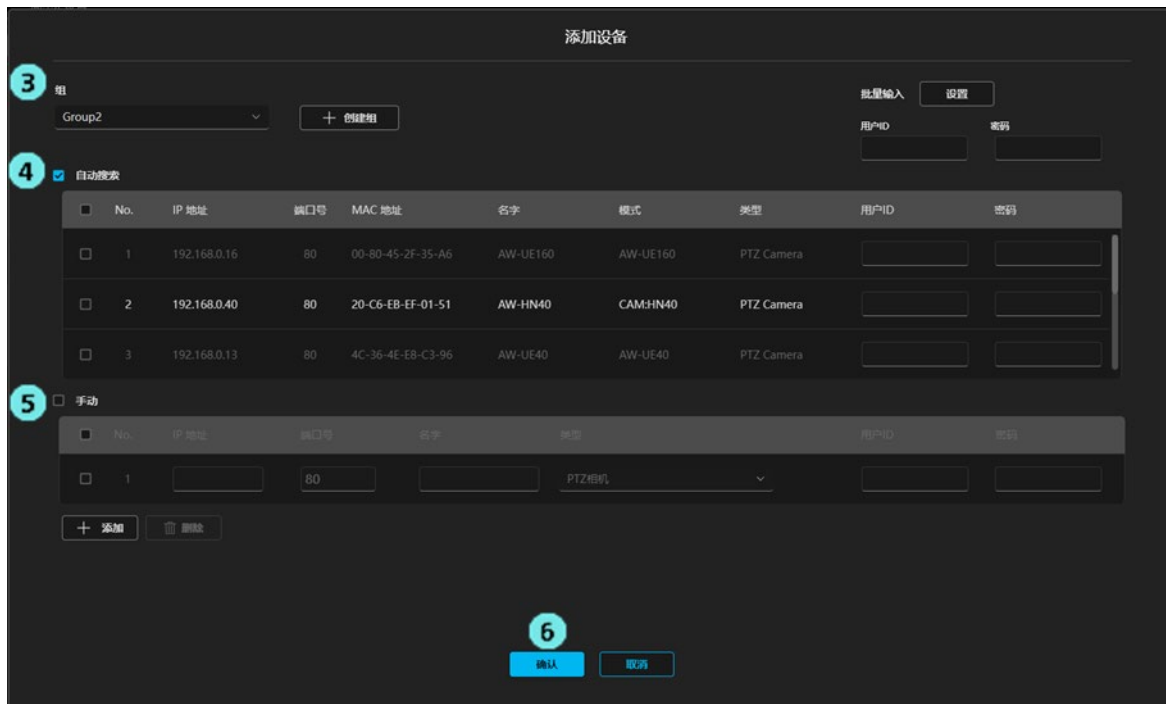 添加设备
3
组
批量输入 设置
Group2 创建组
用户ID 密码
4 自动搜索
No. IP 地址 端口号 MAC 地址 名字 模式 类型 用户ID 密码
1 192.168.0.16 80 00-80-45-2F-35-A6 AW-UE160 AW-UE160 PTZ Camera
2 192.168.0.40 80 20-C6-EB-EF-01-51 AW-HN40 CAM:HN40 PTZ Camera
3 192.168.0.13 80 4C-36-4E-E8-C3-96 AW-UE40 AW-UE40 PTZ Camera
5 手动
No. IP 地址 端口号 名字 类型 用户ID 密码
1 80 PTZ相机
添加 删除
6
确认 取消